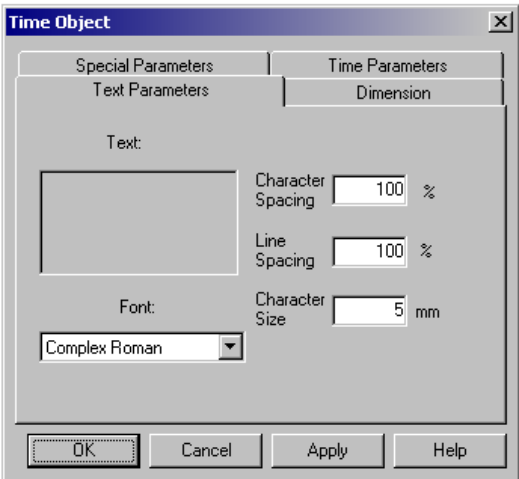 Time Object
Special Parameters Time Parameters
Text Parameters Dimension
Text:
Character
Spacing 100 %
Line
Spacing 100 %
Font:
Character
Size 5 mm
Complex Roman
OK Cancel Apply Help